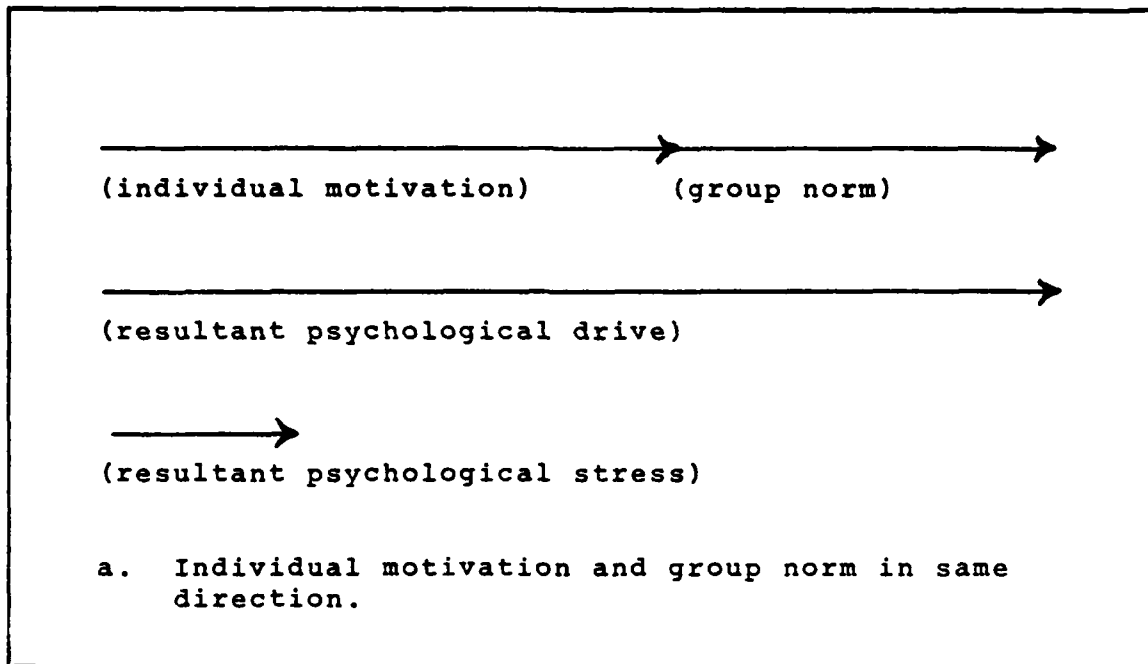 (individual motivation) (group norm)
(resultant psychological drive)
(resultant psychological stress)
a. Individual motivation and group norm in same
direction.